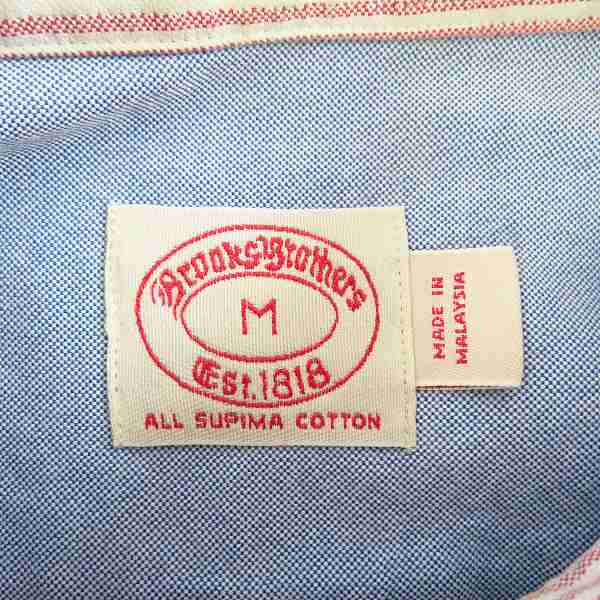 Brooks Brothers
M
Est. 1818
ALL SUPIMA COTTON
MADE IN
MALAYSIA